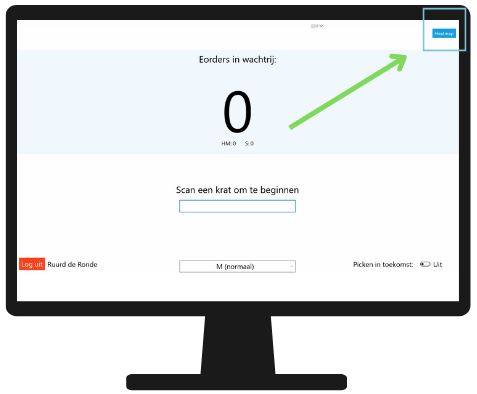 Eorders in wachtrij:
0
HM: 0 S: 0
Scan een krat om te beginnen
Log uit Ruurd de Ronde
M (normaal)
Picken in toekomst: Uit